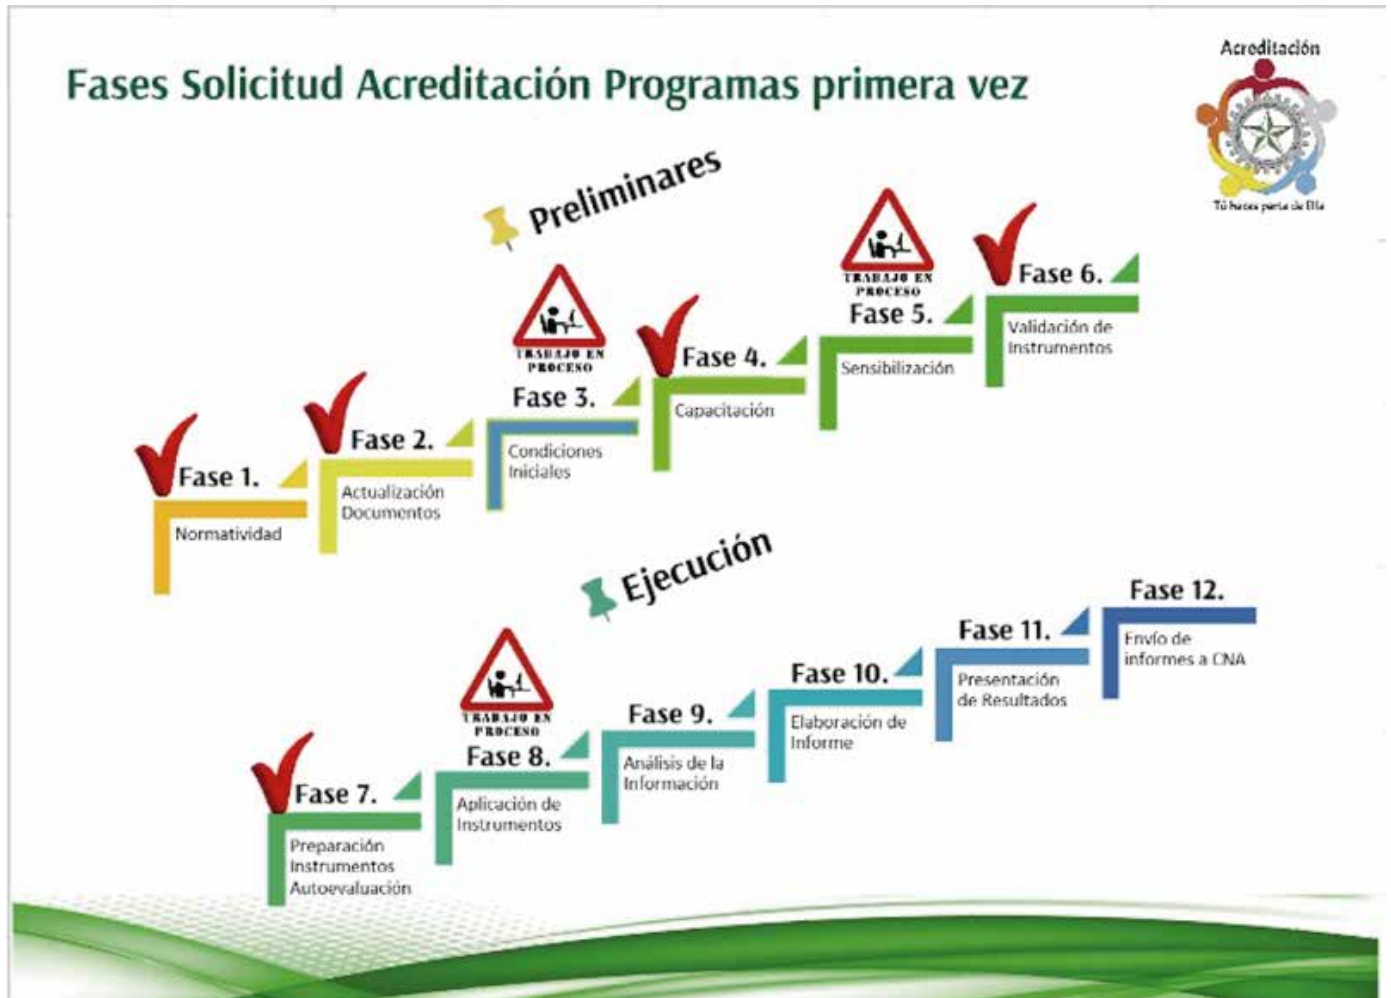 Fases Solicitud Acreditación Programas primera vez
Acreditación
Tú haces parte de Ella
Preliminares
TRABAJO EN
PROCESO
Fase 6.
Validación de
Instrumentos
TRABAJO EN
PROCESO
Fase 5.
Sensibilización
Fase 4.
Capacitación
Fase 3.
Condiciones
Iniciales
Fase 2.
Actualización
Documentos
Fase 1.
Normatividad
Ejecución
Fase 12.
Envío de
informes a CNA
Fase 11.
Presentación
de Resultados
Fase 10.
Elaboración de
Informe
TRABAJO EN
PROCESO
Fase 9.
Análisis de la
Información
Fase 8.
Aplicación de
Instrumentos
Fase 7.
Preparación
Instrumentos
Autoevaluación